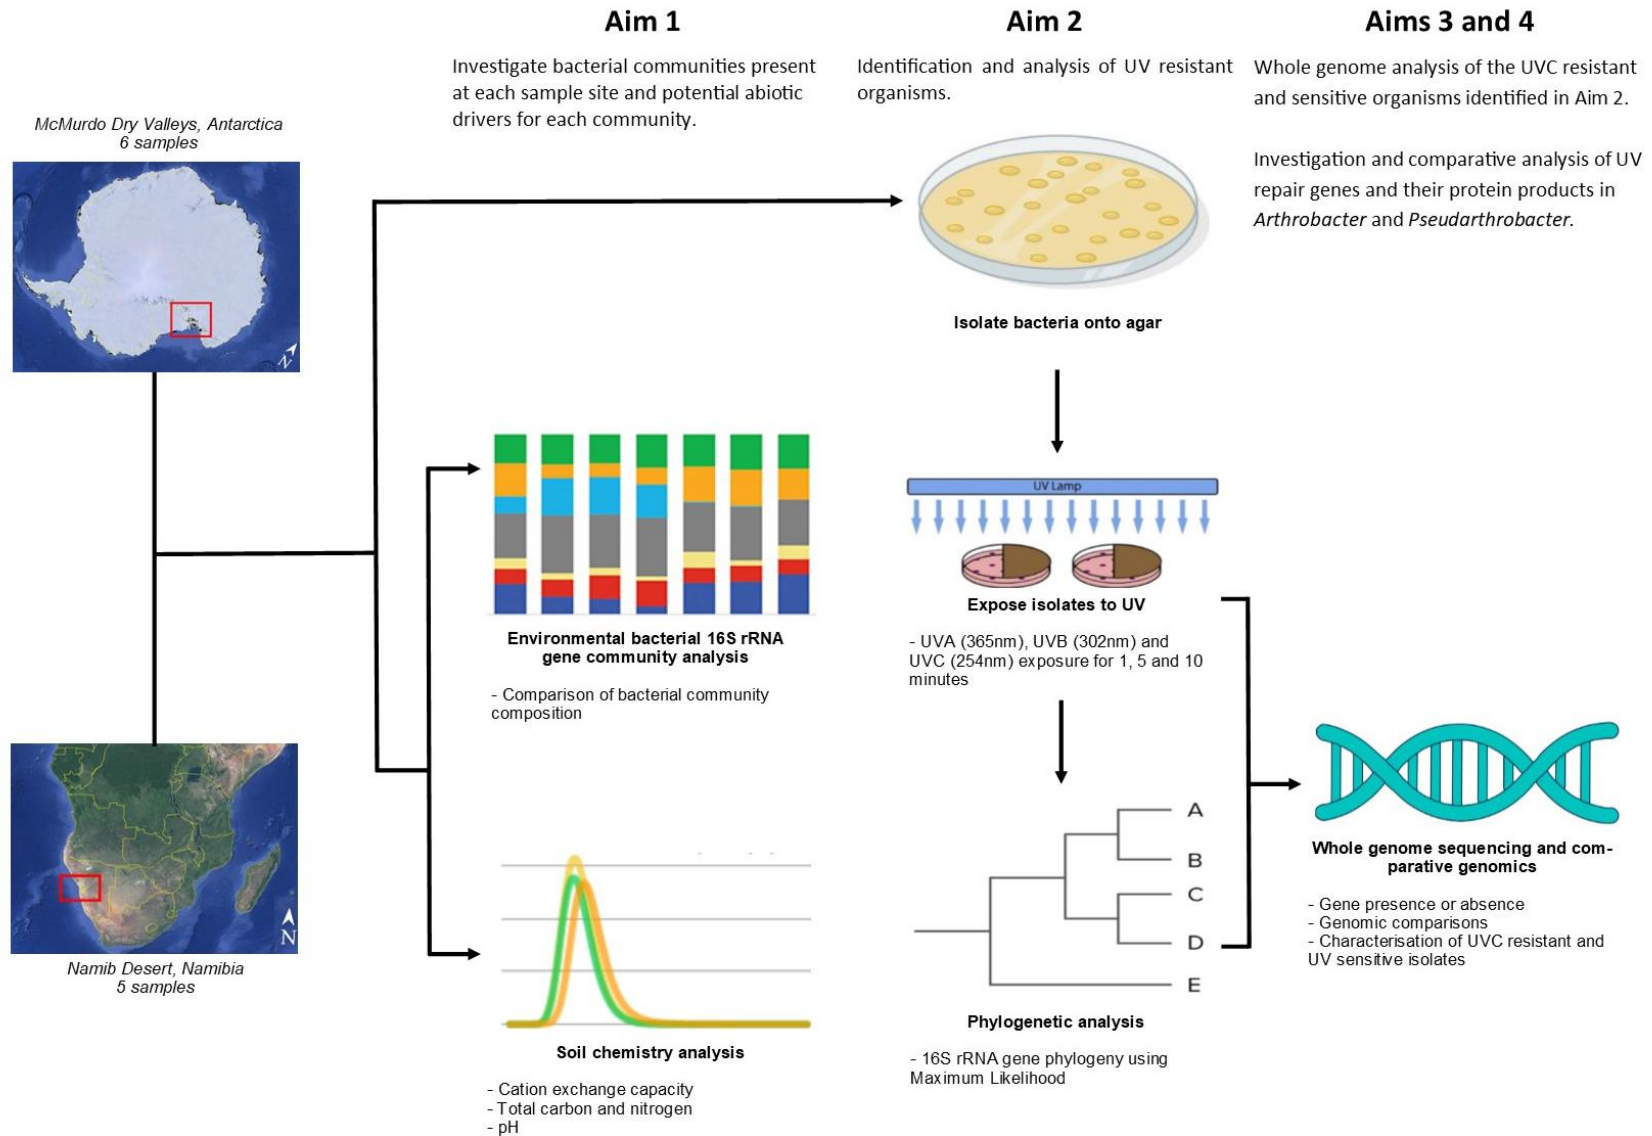 Aim 1
Investigate bacterial communities present
at each sample site and potential abiotic
drivers for each community.
Aim 2
Identification and analysis of UV resistant
organisms.
Aims 3 and 4
Whole genome analysis of the UVC resistant
and sensitive organisms identified in Aim 2.
Investigation and comparative analysis of UV
repair genes and their protein products in
Arthrobacter and Pseudarthrobacter.
McMurdo Dry Valleys, Antarctica
6 samples
N
Namib Desert, Namibia
5 samples
N
Environmental bacterial 16S rRNA
gene community analysis
- Comparison of bacterial community
composition
Soil chemistry analysis
- Cation exchange capacity
- Total carbon and nitrogen
- pH
Isolate bacteria onto agar
UV Lamp
Expose isolates to UV
- UVA (365nm), UVB (302nm) and
UVC (254nm) exposure for 1, 5 and 10
minutes
A
B
C
D
E
Phylogenetic analysis
- 16S rRNA gene phylogeny using
Maximum Likelihood
Whole genome sequencing and com-
parative genomics
- Gene presence or absence
- Genomic comparisons
- Characterisation of UVC resistant and
UV sensitive isolates